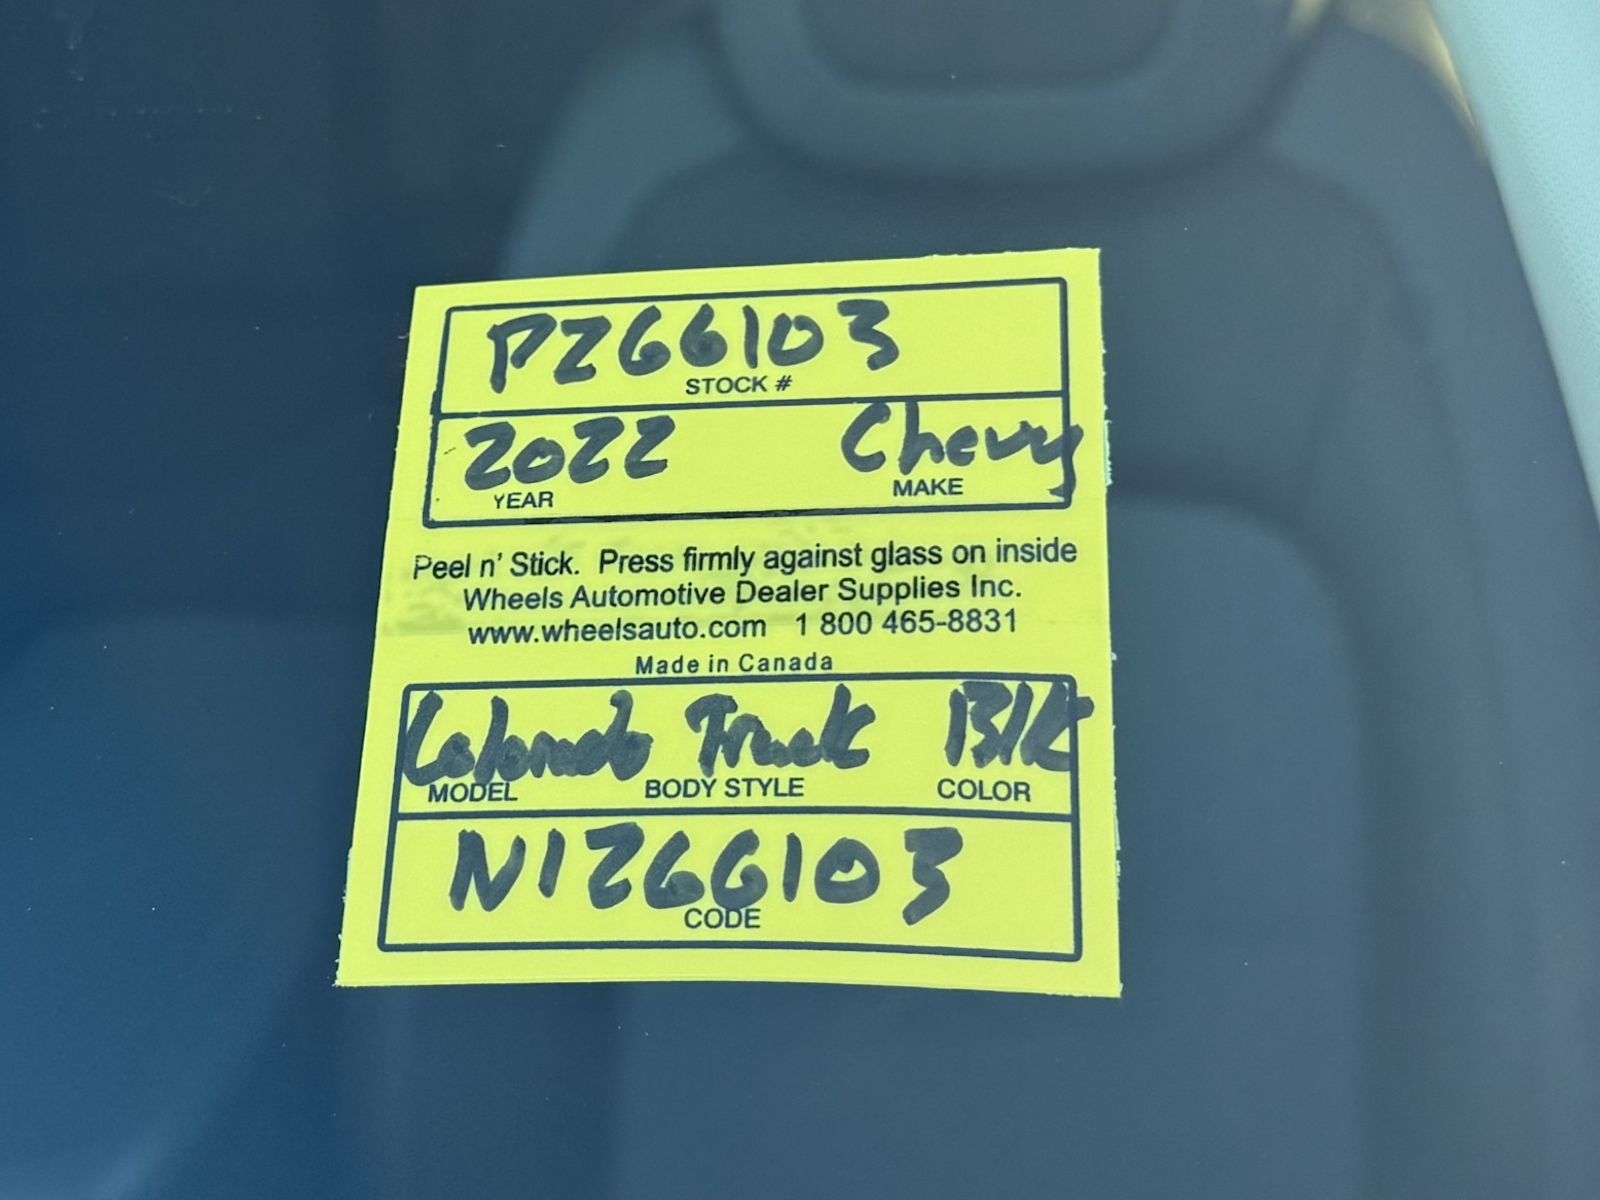 P266103
STOCK #
2022 Chevy
YEAR MAKE
Peel n' Stick. Press firmly against glass on inside
Wheels Automotive Dealer Supplies Inc.
www.wheelsauto.com 1 800 465-8831
Made in Canada
Colorado Truck Blk
MODEL BODY STYLE COLOR
N1266103
CODE